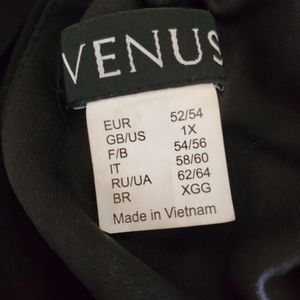 VENUS
EUR 52/54
GB/US 1X
F/B 54/56
IT 58/60
RU/UA 62/64
BR XGG
Made in Vietnam